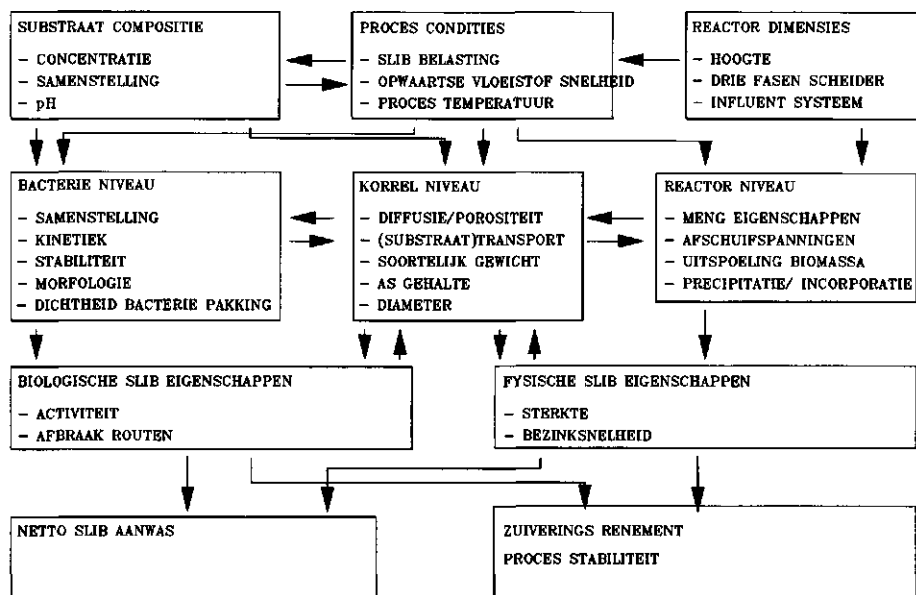 SUBSTRAAT COMPOSITIE
– CONCENTRATIE
– SAMENSTELLING
– pH
PROCES CONDITIES
– SLIB BELASTING
– OPWAARTSE VLOEISTOF SNELHEID
– PROCES TEMPERATUUR
REACTOR DIMENSIES
– HOOGTE
– DRIE FASEN SCHEIDER
– INFLUENT SYSTEEM
BACTERIE NIVEAU
– SAMENSTELLING
– KINETIEK
– STABILITEIT
– MORFOLOGIE
– DICHTHEID BACTERIE PAKKING
KORREL NIVEAU
– DIFFUSIE/POROSITEIT
– (SUBSTRAAT)TRANSPORT
– SOORTELIJK GEWICHT
– AS GEHALTE
– DIAMETER
REACTOR NIVEAU
– MENG EIGENSCHAPPEN
– AFSCHUIFSPANNINGEN
– UITSPOELING BIOMASSA
– PRECIPITATIE/ INCORPORATIE
BIOLOGISCHE SLIB EIGENSCHAPPEN
– ACTIVITEIT
– AFBRAAK ROUTEN
FYSISCHE SLIB EIGENSCHAPPEN
– STERKTE
– BEZINKSNELHEID
NETTO SLIB AANWAS
ZUIVERINGS RENEMENT
PROCES STABILITEIT